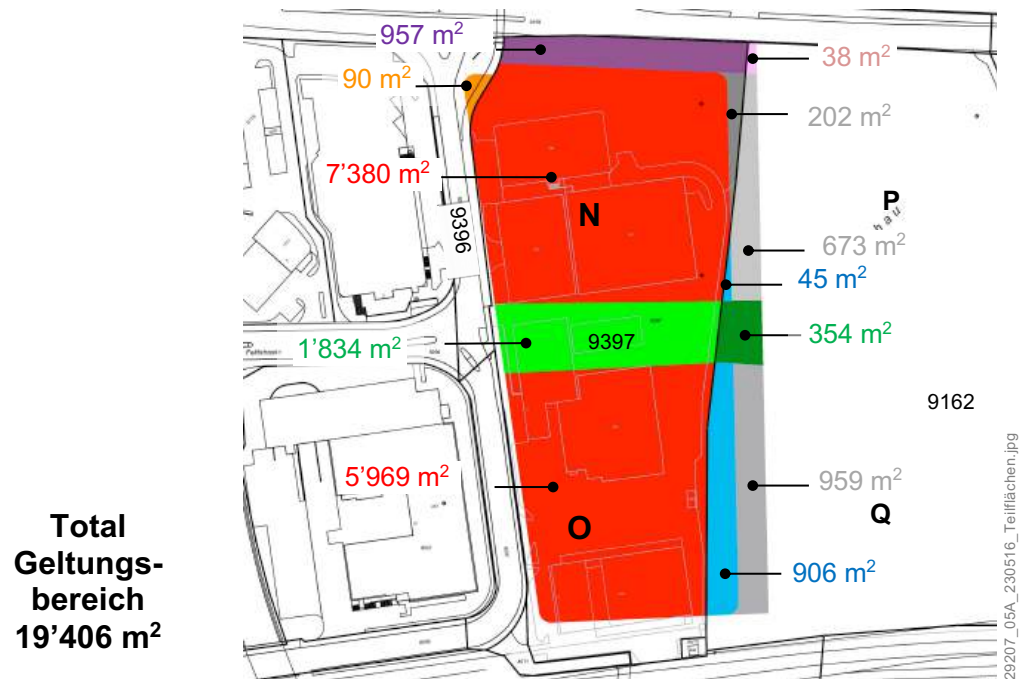 957 m²
38 m²
90 m²
202 m²
7'380 m²
N
P
hau
9396
673 m²
45 m²
354 m²
1'834 m²
9397
9162
5'969 m²
959 m²
O
Q
906 m²
Total
Geltungs-
bereich
19'406 m²
29207_05A_230516_Teilflächen.jpg